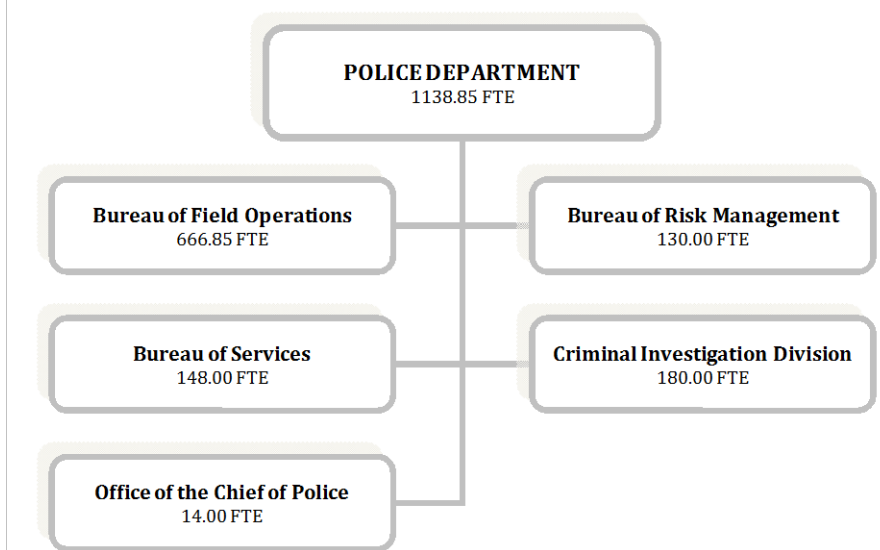 POLICE DEPARTMENT
1138.85 FTE
Bureau of Field Operations
666.85 FTE
Bureau of Risk Management
130.00 FTE
Bureau of Services
148.00 FTE
Criminal Investigation Division
180.00 FTE
Office of the Chief of Police
14.00 FTE